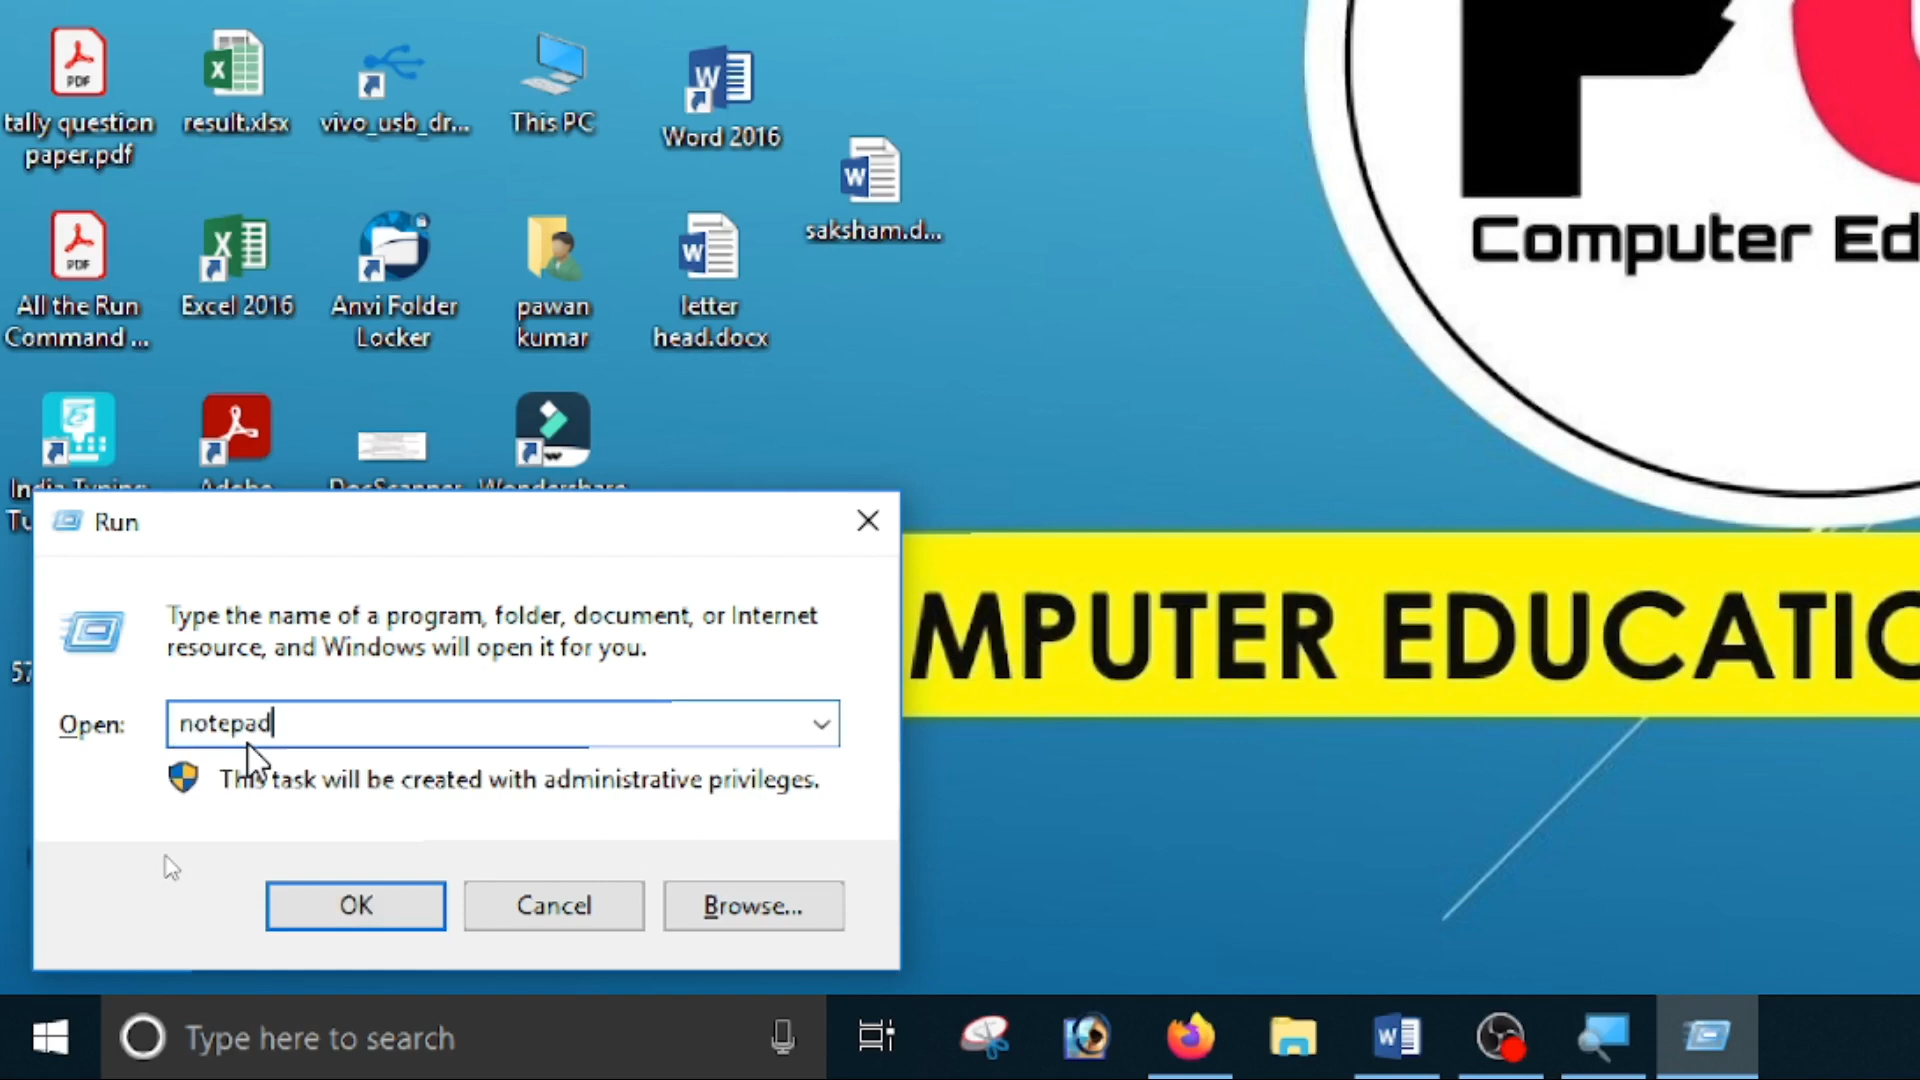 tally question
paper.pdf
result.xlsx
vivo_usb_dr...
This PC
Word 2016
saksham.d...
All the Run
Command ...
Excel 2016
Anvi Folder
Locker
pawan
kumar
letter
head.docx
Computer Ed
MPUTER EDUCATIO
57
Run
Type the name of a program, folder, document, or Internet
resource, and Windows will open it for you.
Open:
notepad
This task will be created with administrative privileges.
OK
Cancel
Browse...
Type here to search